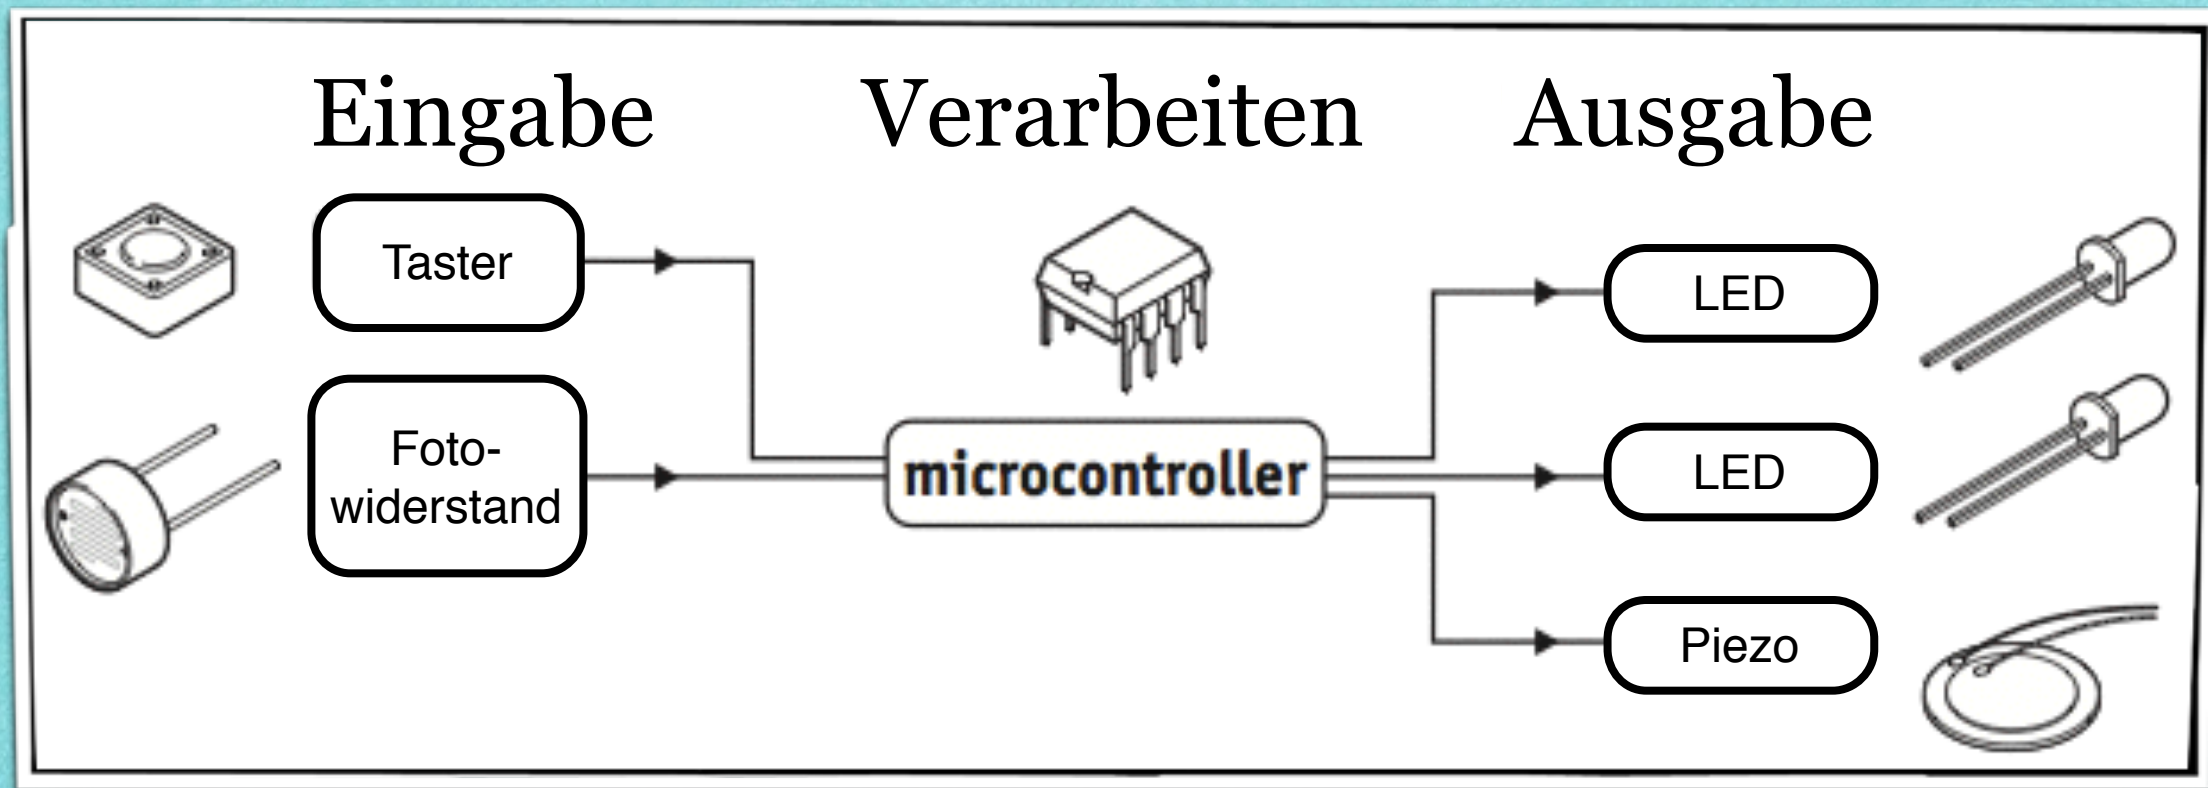 Eingabe
Verarbeiten
Ausgabe
Taster
Foto-
widerstand
microcontroller
LED
LED
Piezo